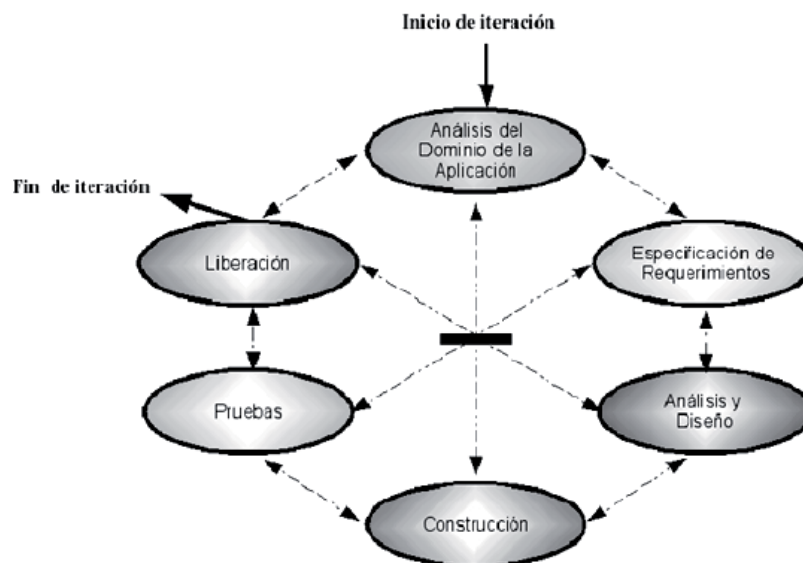 Inicio de iteración
Análisis del
Dominio de la
Aplicación
Fin de iteración
Liberación
Especificación de
Requerimientos
Pruebas
Análisis y
Diseño
Construcción